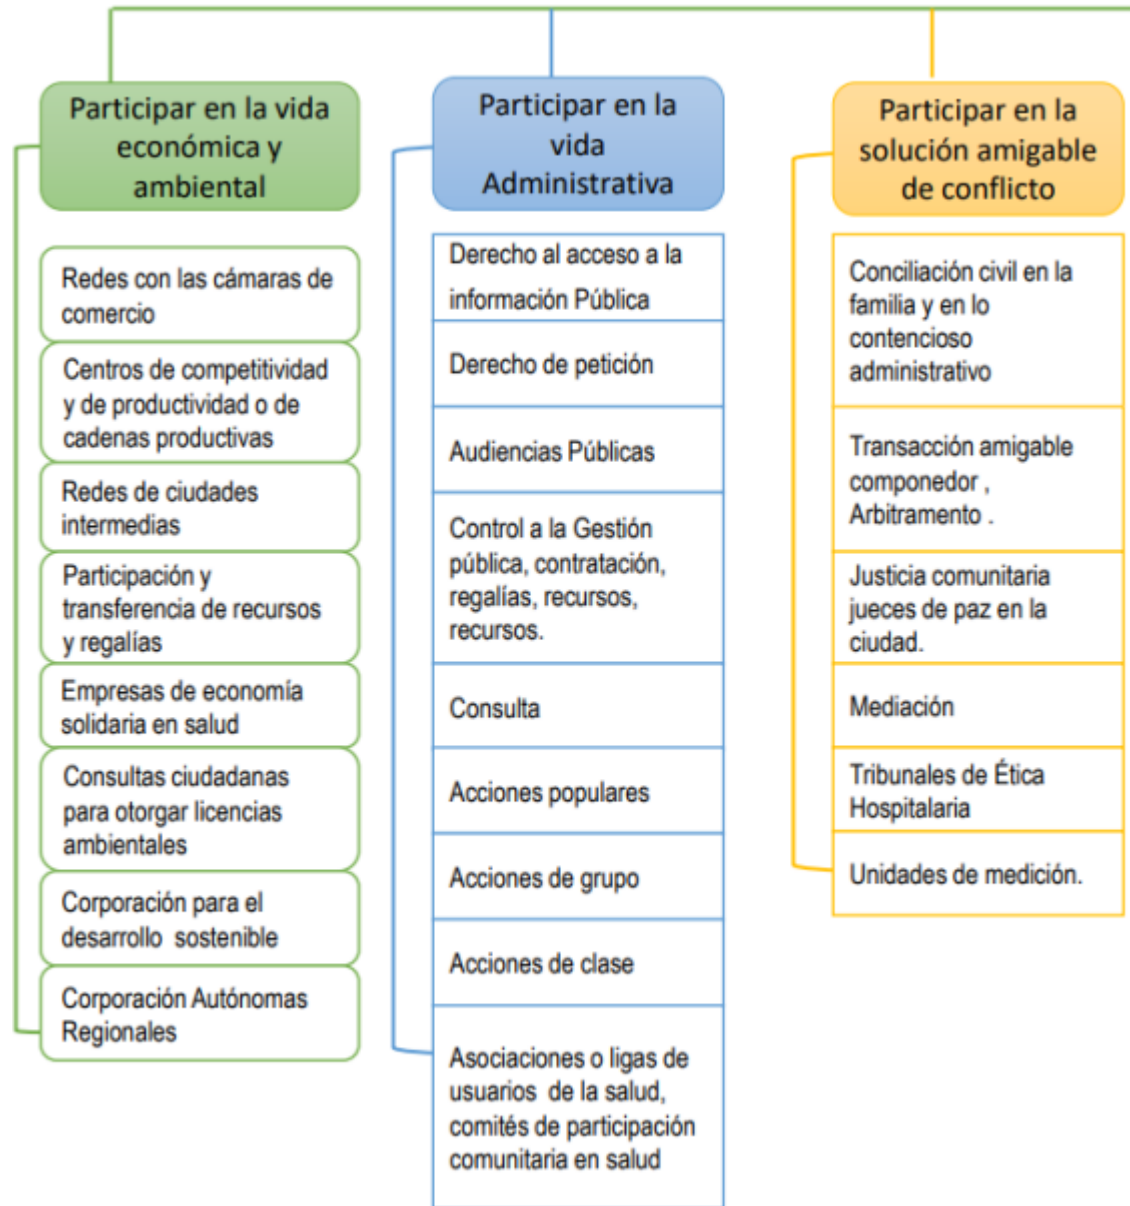 Participar en la vida
económica y
ambiental
Redes con las cámaras de
comercio
Centros de competitividad
y de productividad o de
cadenas productivas
Redes de ciudades
intermedias
Participación y
transferencia de recursos
y regalías
Empresas de economía
solidaria en salud
Consultas ciudadanas
para otorgar licencias
ambientales
Corporación para el
desarrollo sostenible
Corporación Autónomas
Regionales
Participar en la
vida
Administrativa
Derecho al acceso a la
información Pública
Derecho de petición
Audiencias Públicas
Control a la Gestión
pública, contratación,
regalías, recursos,
recursos.
Consulta
Acciones populares
Acciones de grupo
Acciones de clase
Asociaciones o ligas de
usuarios de la salud,
comités de participación
comunitaria en salud
Participar en la
solución amigable
de conflicto
Conciliación civil en la
familia y en lo
contencioso
administrativo
Transacción amigable
componedor ,
Arbitramento .
Justicia comunitaria
jueces de paz en la
ciudad.
Mediación
Tribunales de Ética
Hospitalaria
Unidades de medición.